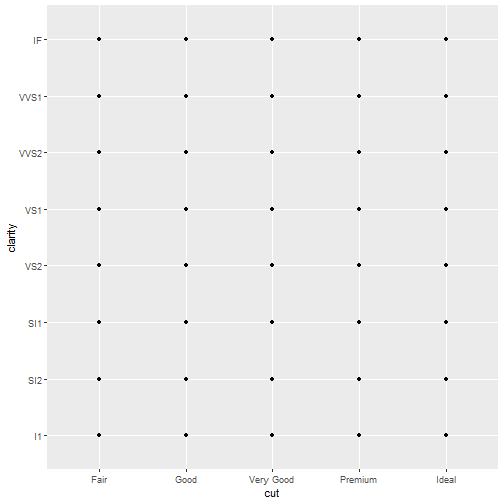 IF
VVS1
VVS2
VS1
VS2
SI1
SI2
I1
clarity
Fair Good Very Good Premium Ideal
cut